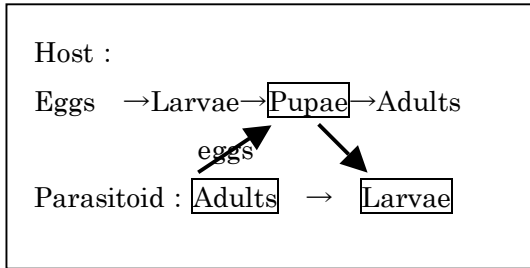 Host :
Eggs →Larvae→Pupae→Adults
eggs
Parasitoid : Adults → Larvae